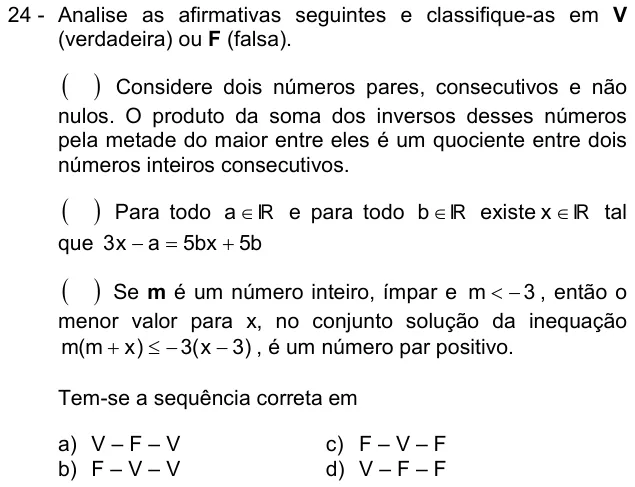 24 - Analise as afirmativas seguintes e classifique-as em V
(verdadeira) ou F (falsa).
( ) Considere dois números pares, consecutivos e não
nulos. O produto da soma dos inversos desses números
pela metade do maior entre eles é um quociente entre dois
números inteiros consecutivos.
( ) Para todo a ∈ IR e para todo b ∈ IR existe x ∈ IR tal
que 3x – a = 5bx + 5b
( ) Se m é um número inteiro, ímpar e m < – 3 , então o
menor valor para x, no conjunto solução da inequação
m(m + x) ≤ – 3(x – 3) , é um número par positivo.
Tem-se a sequência correta em
a) V – F – V c) F – V – F
b) F – V – V d) V – F – F